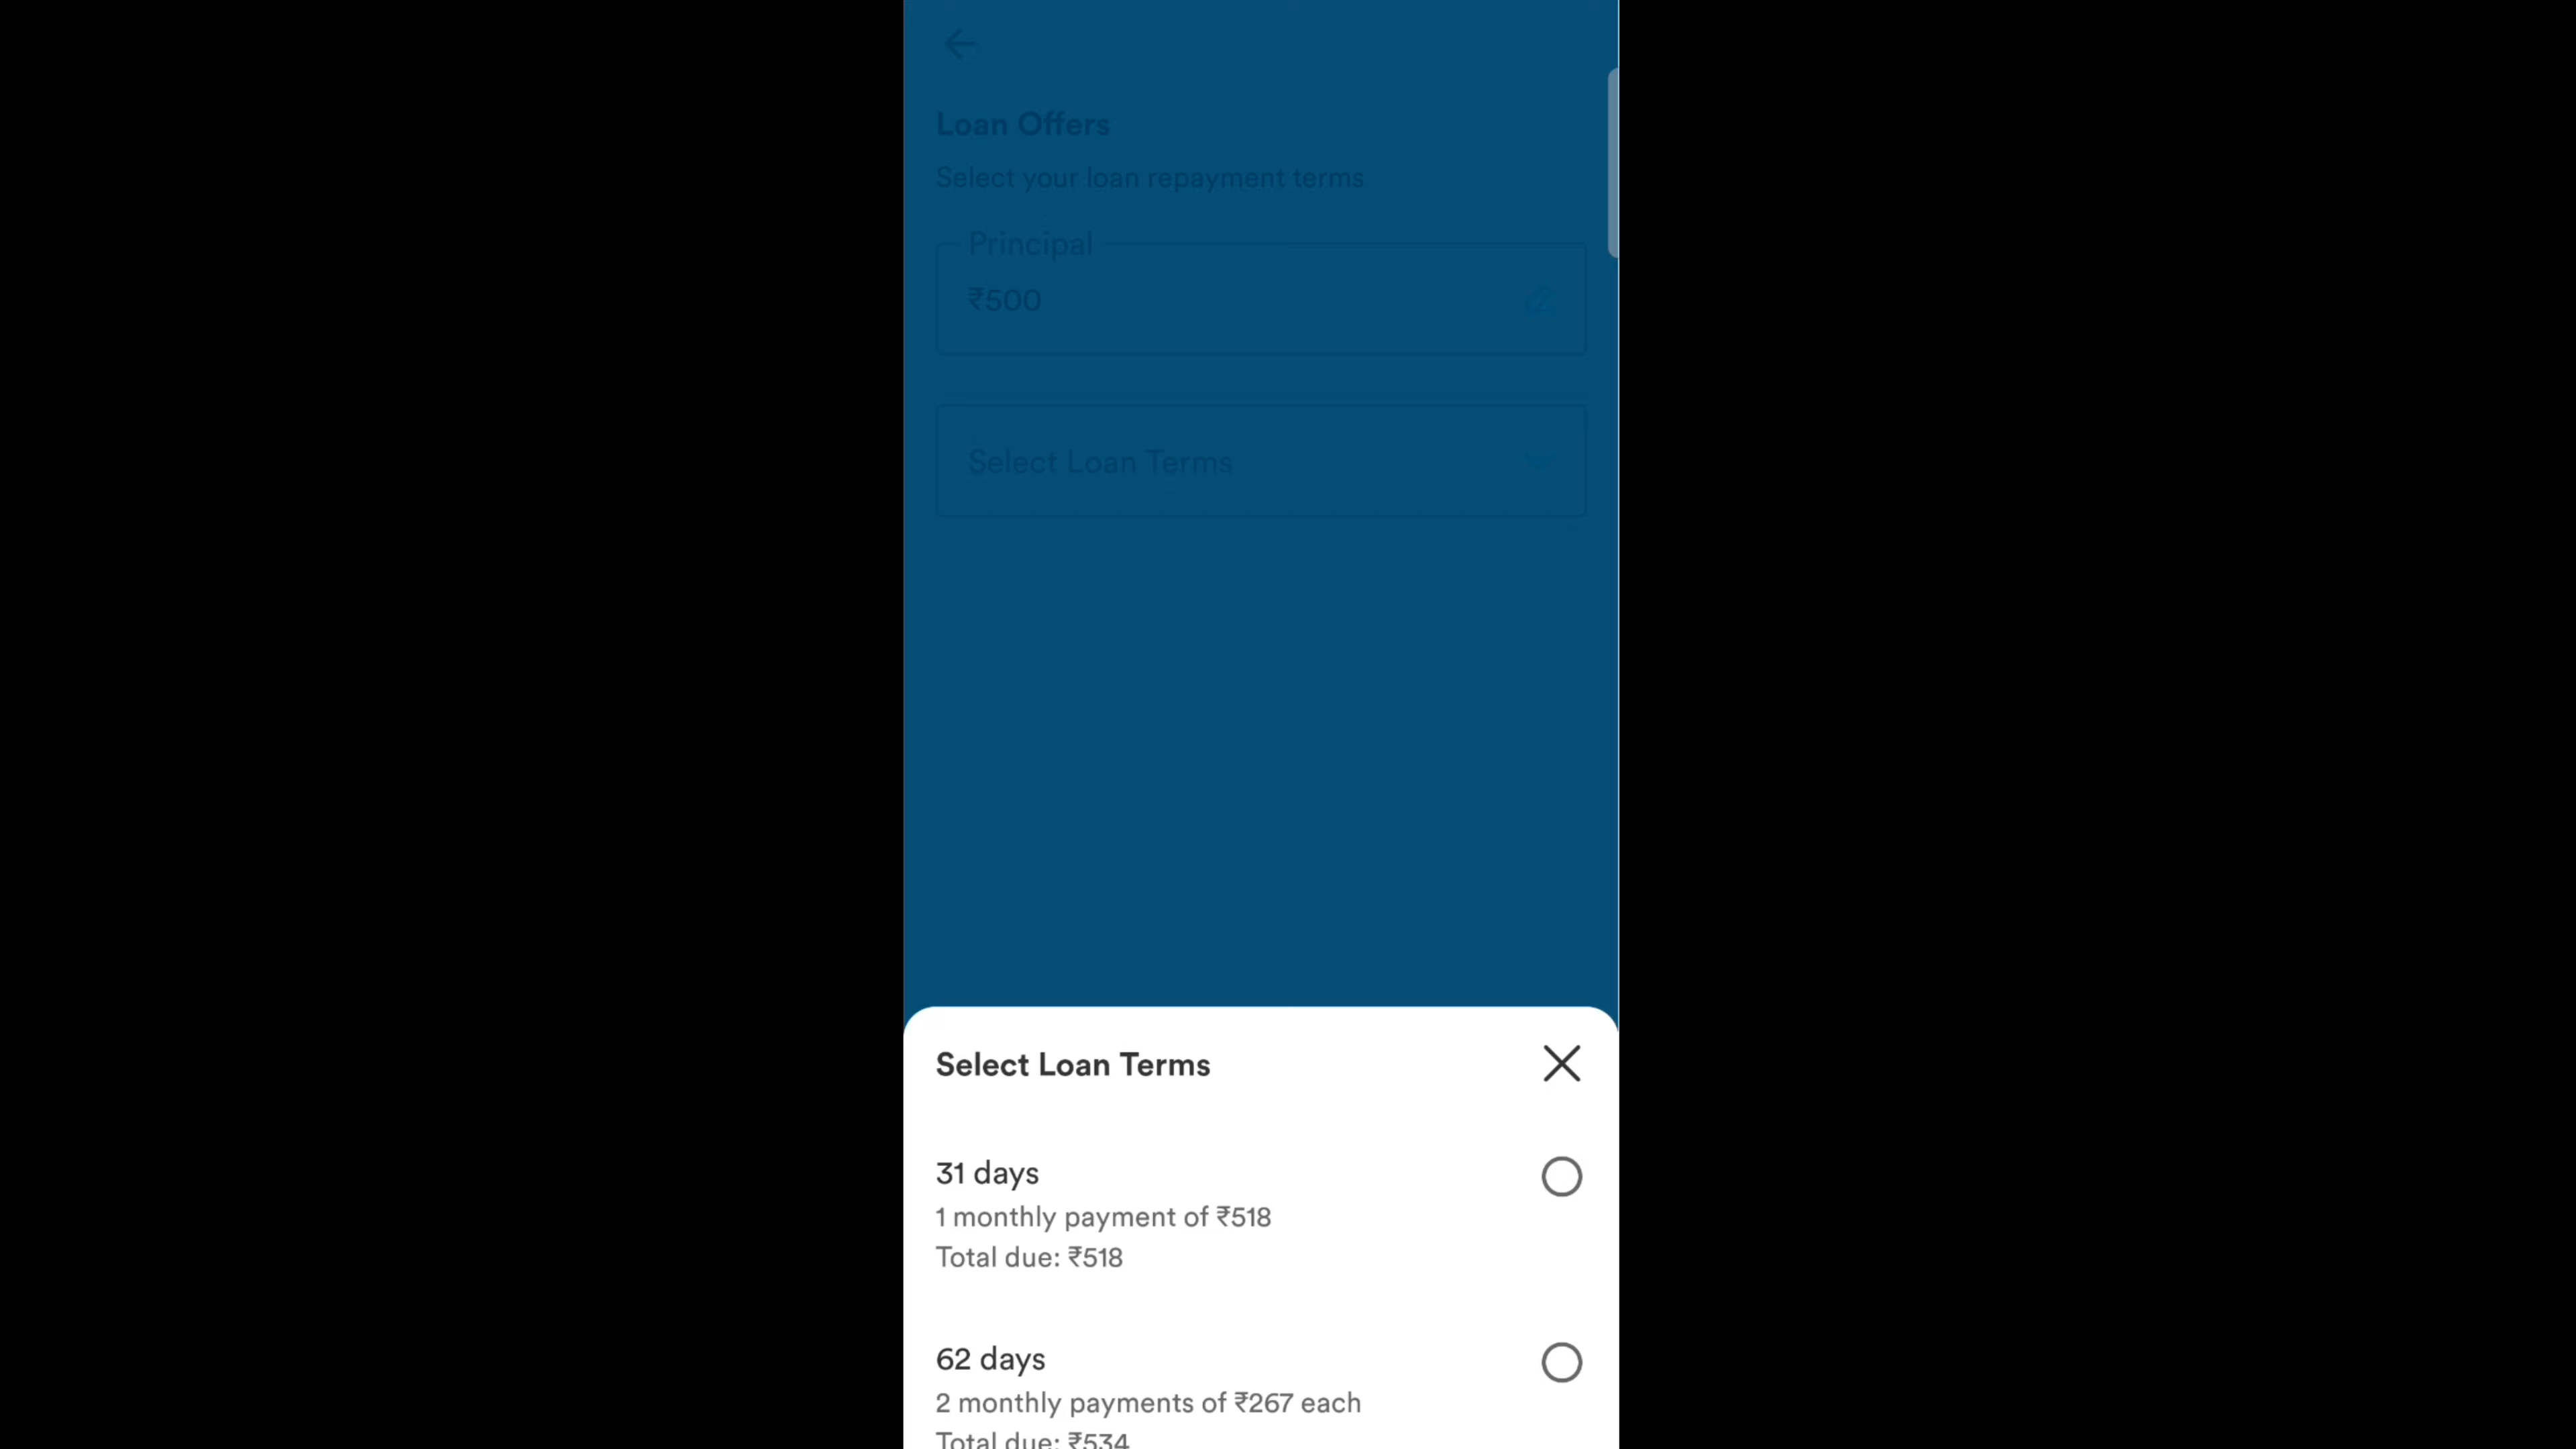 Loan Offers
Select your loan repayment terms
Principal
₹500
Select Loan Terms
Select Loan Terms
31 days
1 monthly payment of ₹518
Total due: ₹518
62 days
2 monthly payments of ₹267 each
Total due: ₹534